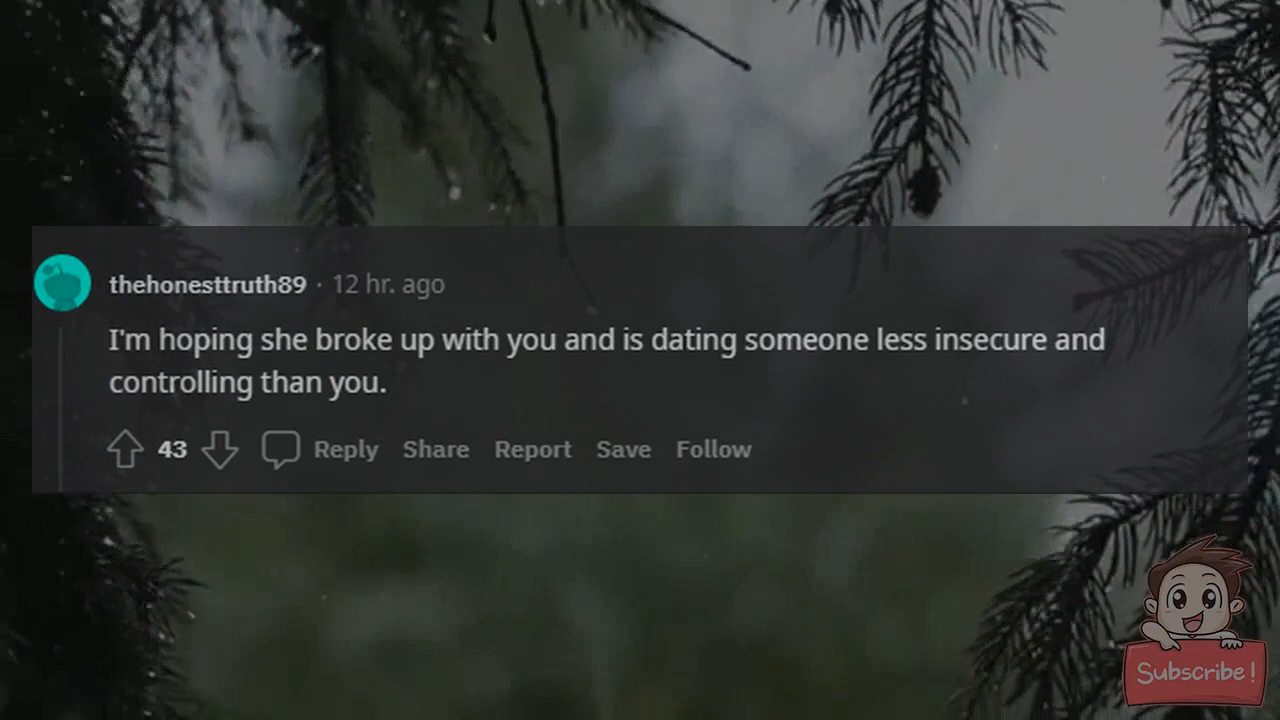 thehonesttruth89 · 12 hr. ago
I'm hoping she broke up with you and is dating someone less insecure and
controlling than you.
43 Reply Share Report Save Follow
Subscribe!